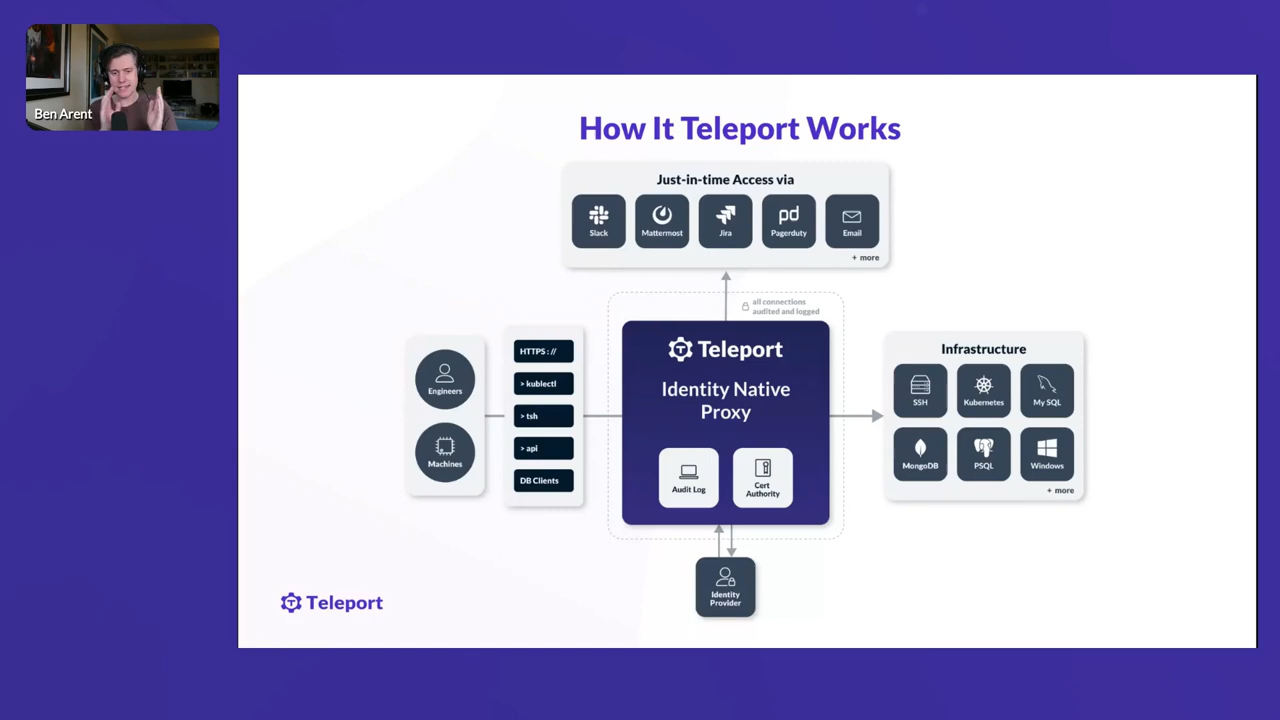 Ben Arent
How It Teleport Works
Just-in-time Access via
Slack
Mattermost
Jira
pd
Pagerduty
Email
+ more
all connections
audited and logged
Engineers
Machines
HTTPS://
> kublectl
> tsh
> api
DB Clients
Teleport
Identity Native
Proxy
Audit Log
Cert
Authority
Infrastructure
SSH
Kubernetes
My SQL
MongoDB
PSQL
Windows
+ more
Identity
Provider
Teleport